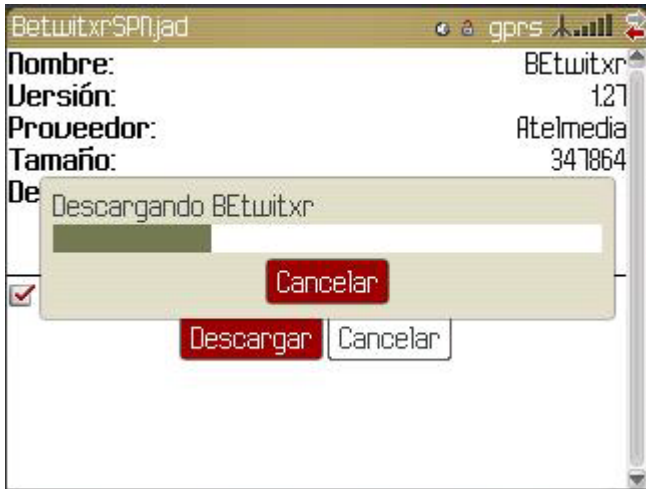 BetwitxrSPN.jad gprs
Nombre: BEtwitxr
Versión: 1.27
Proveedor: Atelmedia
Tamaño: 347864
De
Descargando BEtwitxr
Cancelar
Descargar Cancelar